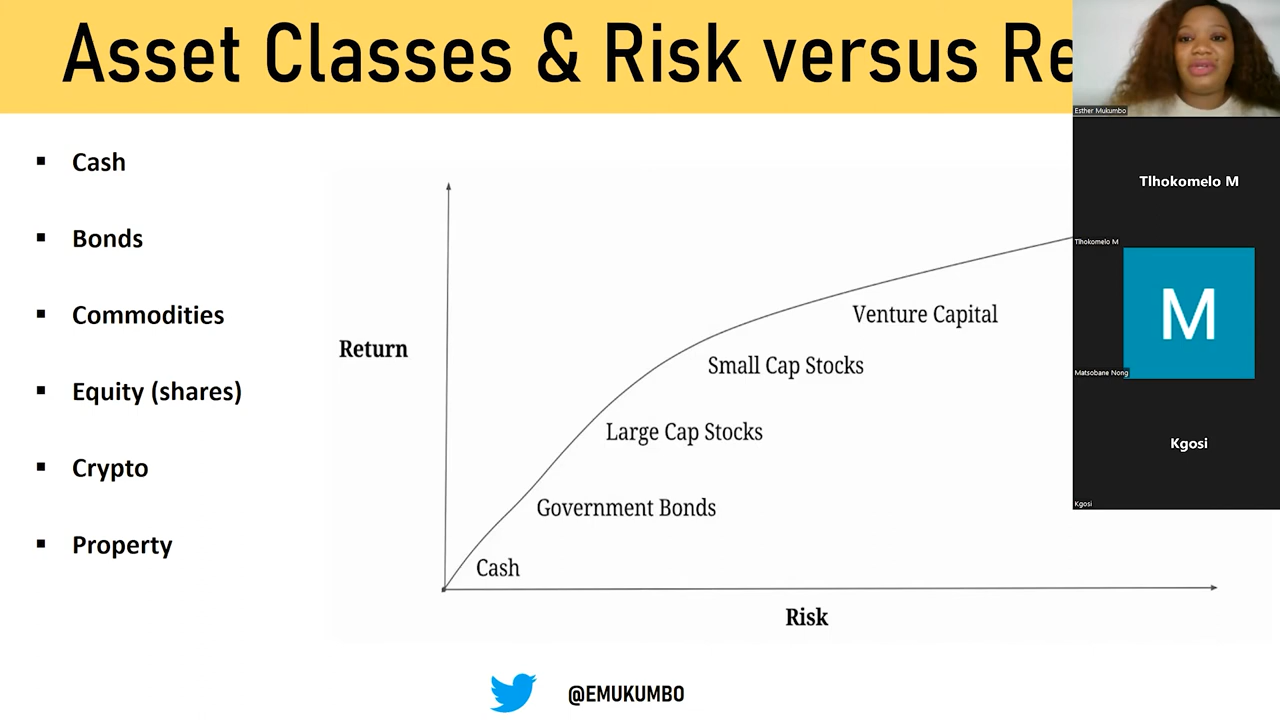 Asset Classes & Risk versus Re
Esther Mukumbo
Cash
Bonds
Commodities
Equity (shares)
Crypto
Property
Return
Venture Capital
Small Cap Stocks
Large Cap Stocks
Government Bonds
Cash
Risk
@EMUKUMBO
Tlhokomelo M
Tlhokomelo M
M
Matsobane Nong
Kgosi
Kgosi